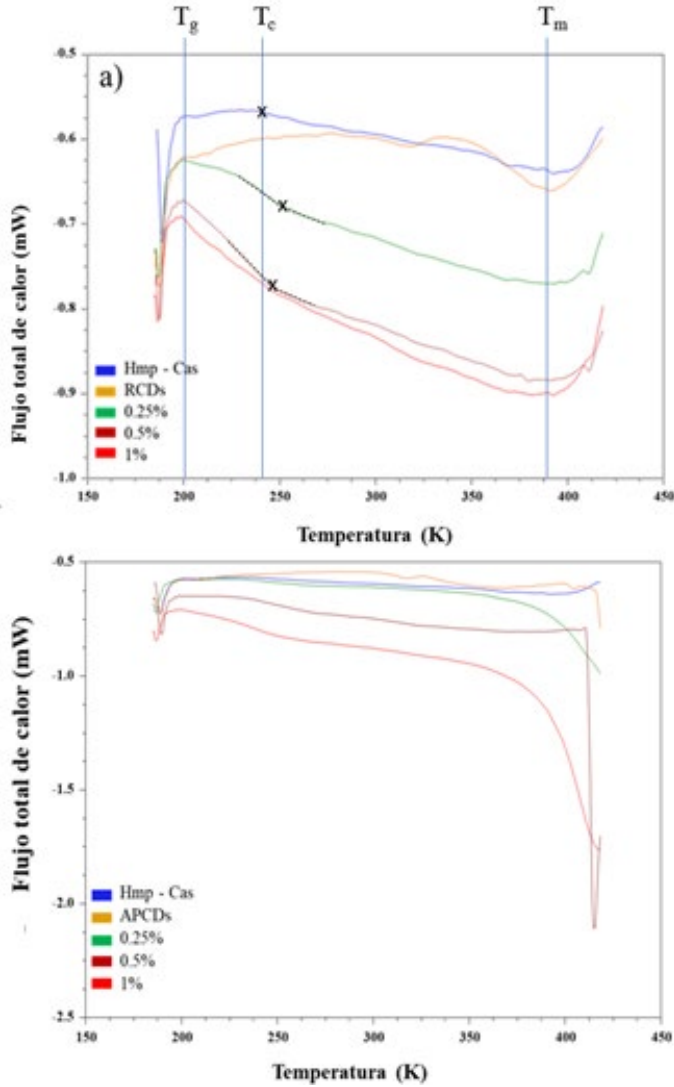 Tg Tc Tm
a)
Flujo total de calor (mW)
-0.5
-0.6
-0.7
-0.8
-0.9
-1.0
x
x
x
Hmp - Cas
RCDs
0.25%
0.5%
1%
150 200 250 300 350 400 450
Temperatura (K)
Flujo total de calor (mW)
-0.5
-1.0
-1.5
-2.0
-2.5
Hmp - Cas
APCDs
0.25%
0.5%
1%
150 200 250 300 350 400 450
Temperatura (K)